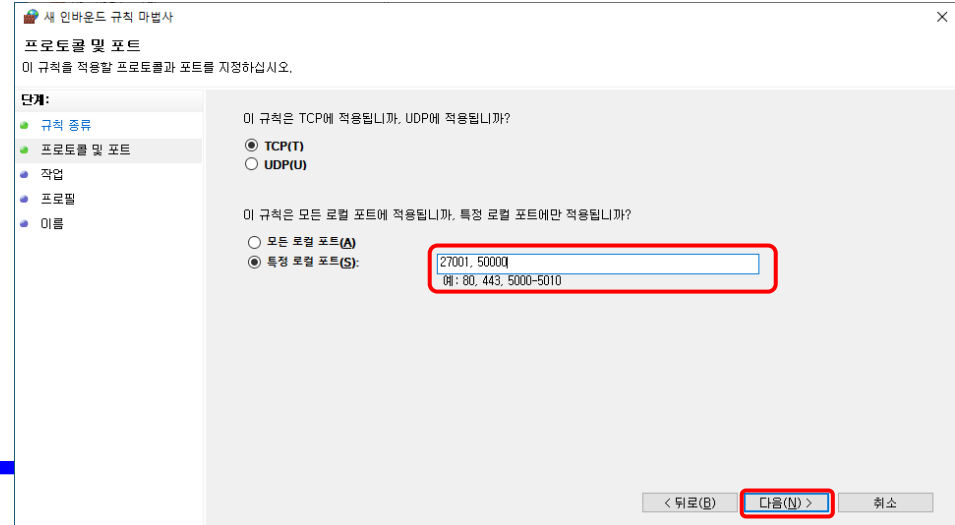 새 인바운드 규칙 마법사
프로토콜 및 포트
이 규칙을 적용할 프로토콜과 포트를 지정하십시오.
단계:
규칙 종류
프로토콜 및 포트
작업
프로필
이름
이 규칙은 TCP에 적용됩니까, UDP에 적용됩니까?
TCP(T)
UDP(U)
이 규칙은 모든 로컬 포트에 적용됩니까, 특정 로컬 포트에만 적용됩니까?
모든 로컬 포트(A)
특정 로컬 포트(S):
27001, 50000
예: 80, 443, 5000-5010
< 뒤로(B)
다음(N) >
취소